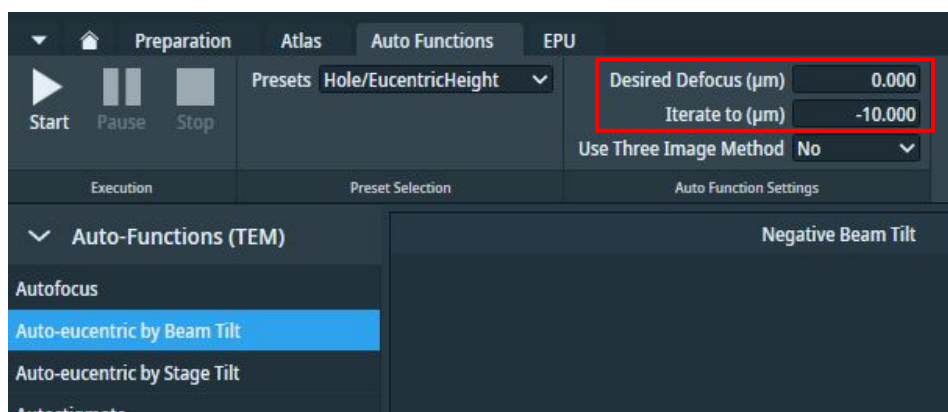 Preparation Atlas Auto Functions EPU
Presets Hole/EucentricHeight
Desired Defocus (µm) 0.000
Iterate to (µm) -10.000
Start Pause Stop
Use Three Image Method No
Execution Preset Selection Auto Function Settings
Auto-Functions (TEM)
Negative Beam Tilt
Autofocus
Auto-eucentric by Beam Tilt
Auto-eucentric by Stage Tilt